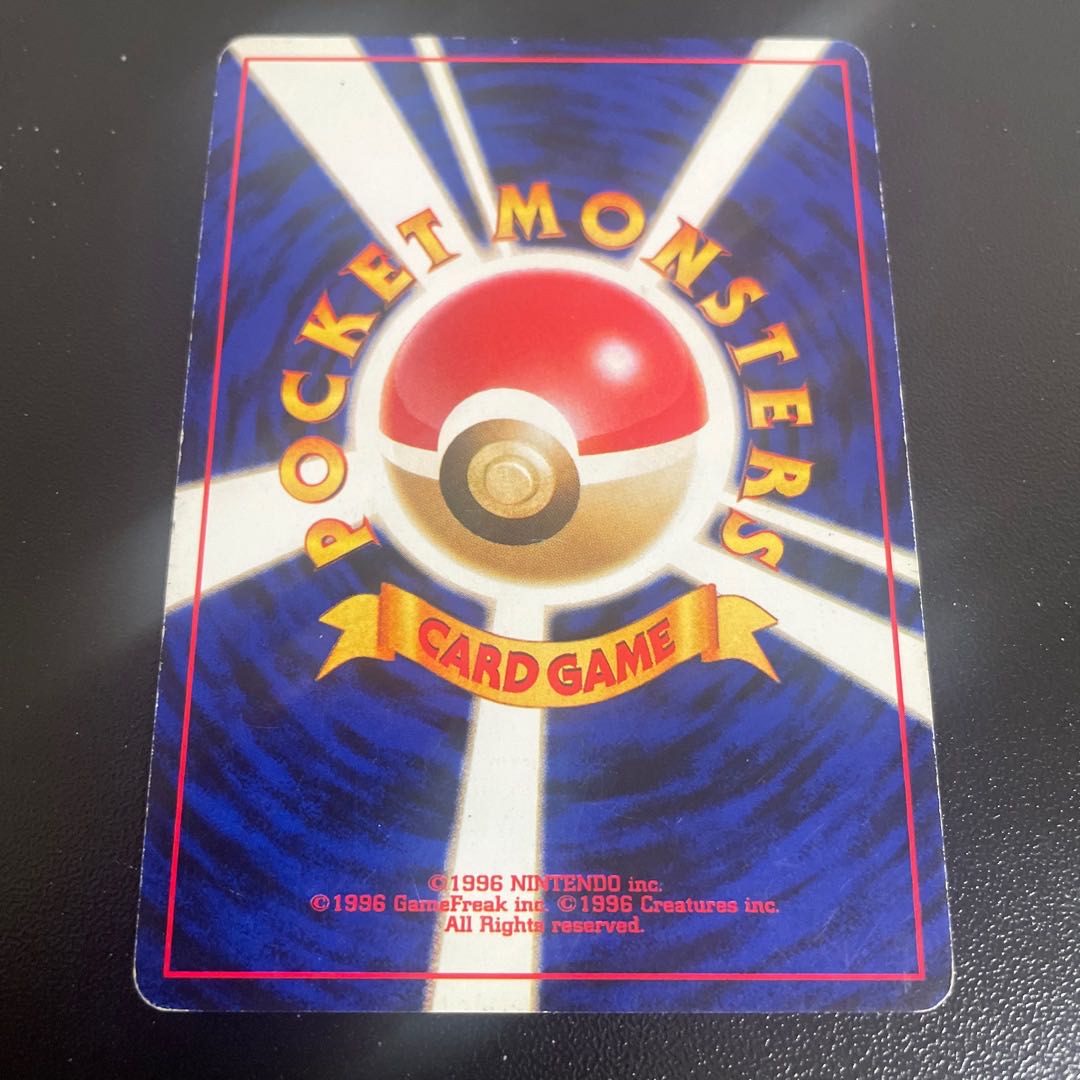 POCKET MONSTERS
CARD GAME
©1996 NINTENDO inc.
©1996 GameFreak inc. ©1996 Creatures inc.
All Rights reserved.